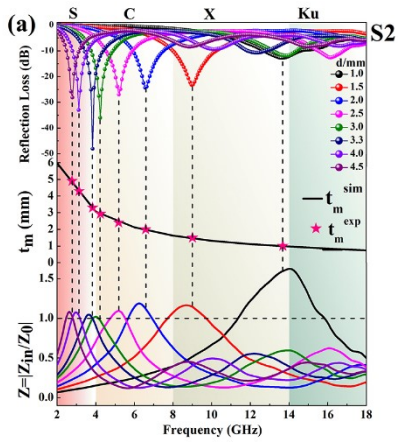 (a)
S C X Ku
S2
Reflection Loss (dB)
0
-10
-20
-30
-40
-50
d/mm
1.0
1.5
2.0
2.5
3.0
3.3
4.0
4.5
t_m (mm)
6
5
4
3
2
1
0
t_m^sim
t_m^exp
Z=|Z_in/Z_0|
1.5
1.0
0.5
0.0
2 4 6 8 10 12 14 16 18
Frequency (GHz)